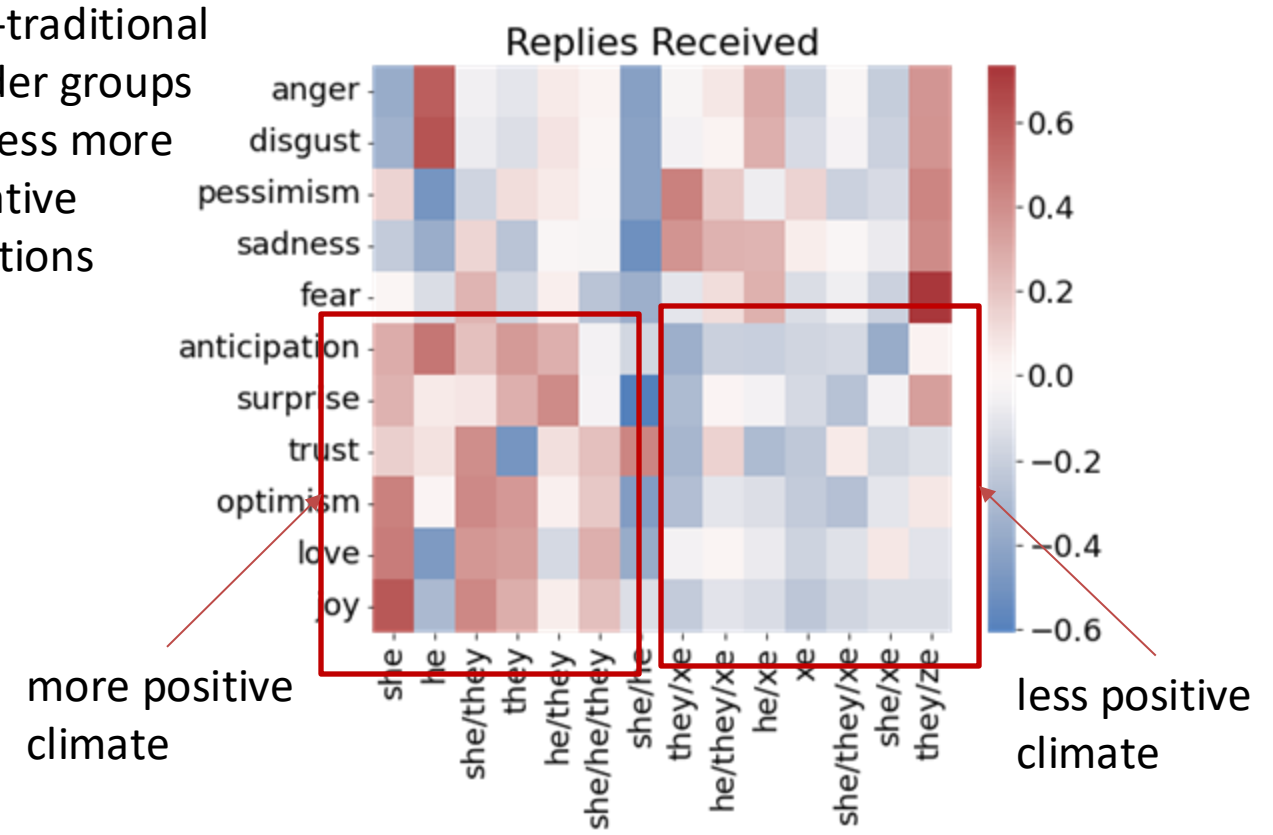 -traditional
der groups
ess more
ative
tions
Replies Received
anger
disgust
pessimism
sadness
fear
anticipation
surprise
trust
optimism
love
joy
she
he
she/they
they
he/they
she/he/they
she/he
they/xe
he/they/xe
he/xe
xe
she/they/xe
she/xe
they/ze
0.6
0.4
0.2
0.0
−0.2
−0.4
−0.6
more positive
climate
less positive
climate